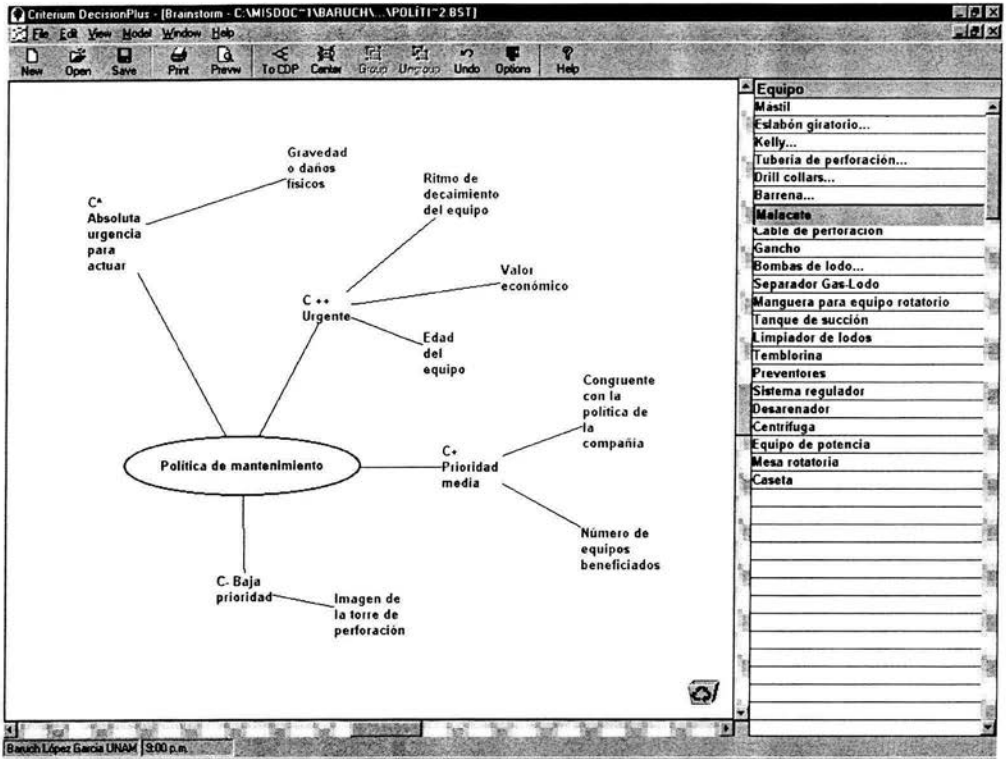 Criterium DecisionPlus - [Brainstorm - C:\MISDOC~1\BARUCH\...\POLÍTI~2.BST]
File Edit View Model Window Help
New Open Save Print Prevw To CDP Center Group Ungroup Undo Options Help
Gravedad
o daños
físicos
C^
Absoluta
urgencia
para
actuar
Ritmo de
decaimiento
del equipo
Valor
económico
C ++
Urgente
Edad
del
equipo
Congruente
con la
política de
la
compañia
C+
Prioridad
media
Política de mantenimiento
Número de
equipos
beneficiados
C- Baja
prioridad
Imagen de
la torre de
perforación
Equipo
Mástil
Eslabón giratorio...
Kelly...
Tubería de perforación...
Drill collars...
Barrena...
Malacate
Cable de perforación
Gancho
Bombas de lodo...
Separador Gas-Lodo
Manguera para equipo rotatorio
Tanque de succión
Limpiador de lodos
Temblorina
Preventores
Sistema regulador
Desarenador
Centrífuga
Equipo de potencia
Mesa rotatoria
Caseta
Baruch López Garcia UNAM 9:00 p.m.